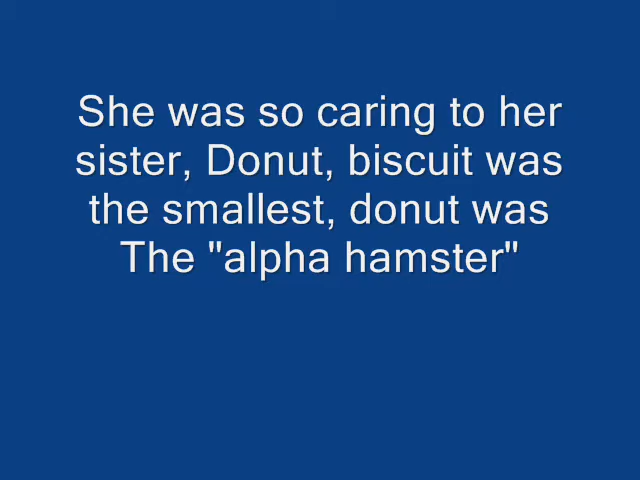 She was so caring to her
sister, Donut, biscuit was
the smallest, donut was
The "alpha hamster"